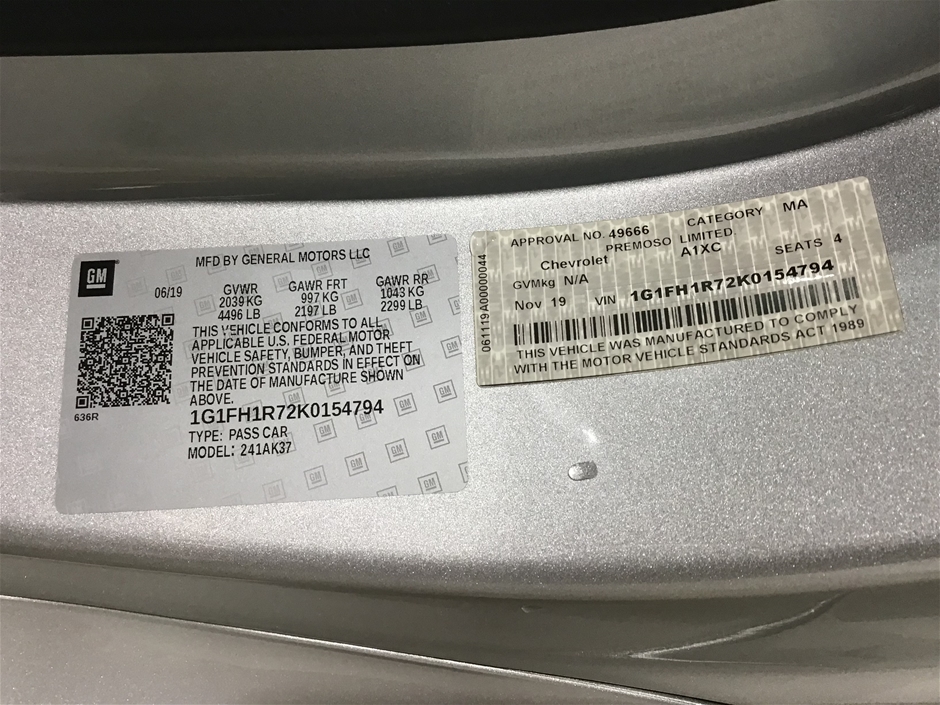 GM
MFD BY GENERAL MOTORS LLC
06/19
GVWR GAWR FRT GAWR RR
2039 KG 997 KG 1043 KG
4496 LB 2197 LB 2299 LB
THIS VEHICLE CONFORMS TO ALL
APPLICABLE U.S. FEDERAL MOTOR
VEHICLE SAFETY, BUMPER, AND THEFT
PREVENTION STANDARDS IN EFFECT ON
THE DATE OF MANUFACTURE SHOWN
ABOVE.
636R
1G1FH1R72K0154794
TYPE: PASS CAR
MODEL: 241AK37
061119A00000044
APPROVAL NO. 49666 CATEGORY MA
PREMOSO LIMITED
Chevrolet A1XC
GVMkg N/A SEATS 4
Nov 19 VIN 1G1FH1R72K0154794
THIS VEHICLE WAS MANUFACTURED TO COMPLY
WITH THE MOTOR VEHICLE STANDARDS ACT 1989